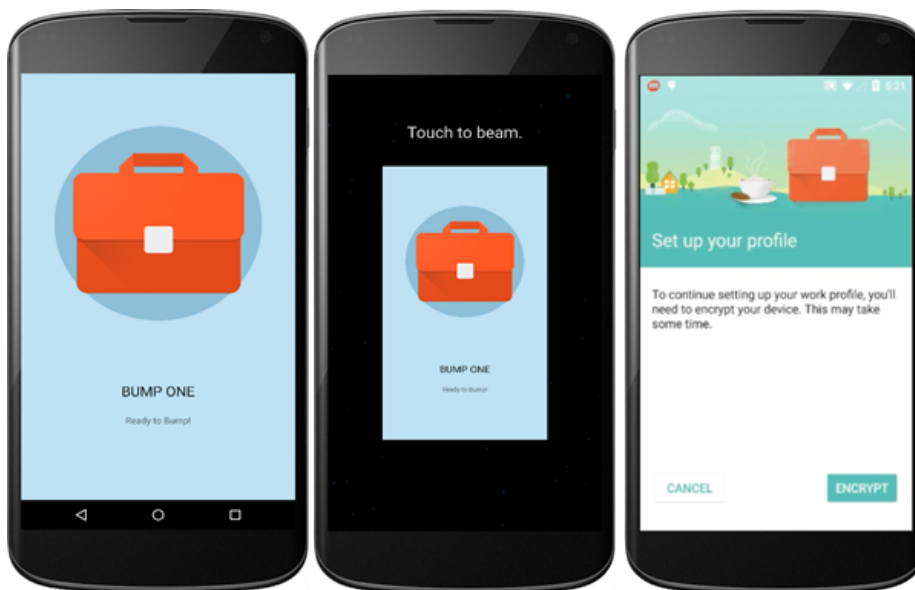 BUMP ONE
Ready to Bump!
Touch to beam.
BUMP ONE
Ready to Bump!
5:21
Set up your profile
To continue setting up your work profile, you'll
need to encrypt your device. This may take
some time.
CANCEL
ENCRYPT